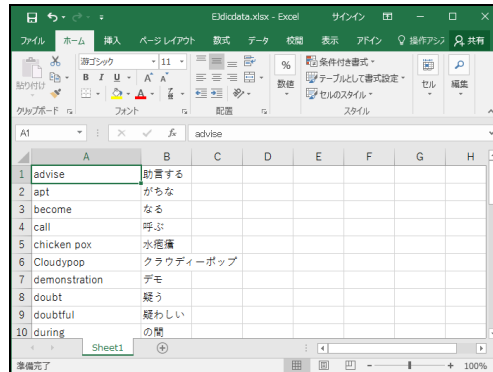 EJdicdata.xlsx - Excel サインイン
ファイル ホーム 挿入 ページ レイアウト 数式 データ 校閲 表示 アドイン 操作アシス 共有
貼り付け
游ゴシック 11
B I U A A
数値
%
条件付き書式
テーブルとして書式設定
セルのスタイル
セル
編集
クリップボード フォント 配置 スタイル
A1 fx advise
A B C D E F G H
1 advise 助言する
2 apt がちな
3 become なる
4 call 呼ぶ
5 chicken pox 水疱瘡
6 Cloudypop クラウディーポップ
7 demonstration デモ
8 doubt 疑う
9 doubtful 疑わしい
10 during の間
Sheet1
準備完了 100%